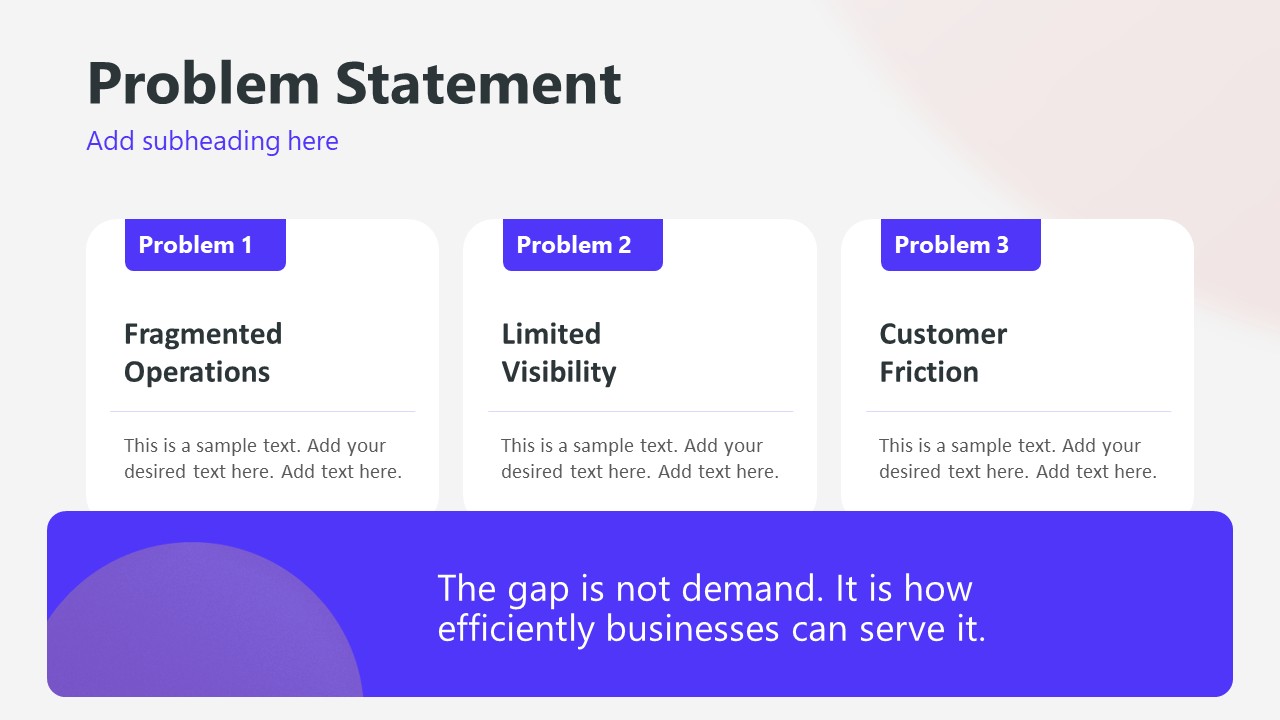 Problem Statement
Add subheading here
Problem 1
Fragmented
Operations
This is a sample text. Add your
desired text here. Add text here.
Problem 2
Limited
Visibility
This is a sample text. Add your
desired text here. Add text here.
Problem 3
Customer
Friction
This is a sample text. Add your
desired text here. Add text here.
The gap is not demand. It is how
efficiently businesses can serve it.